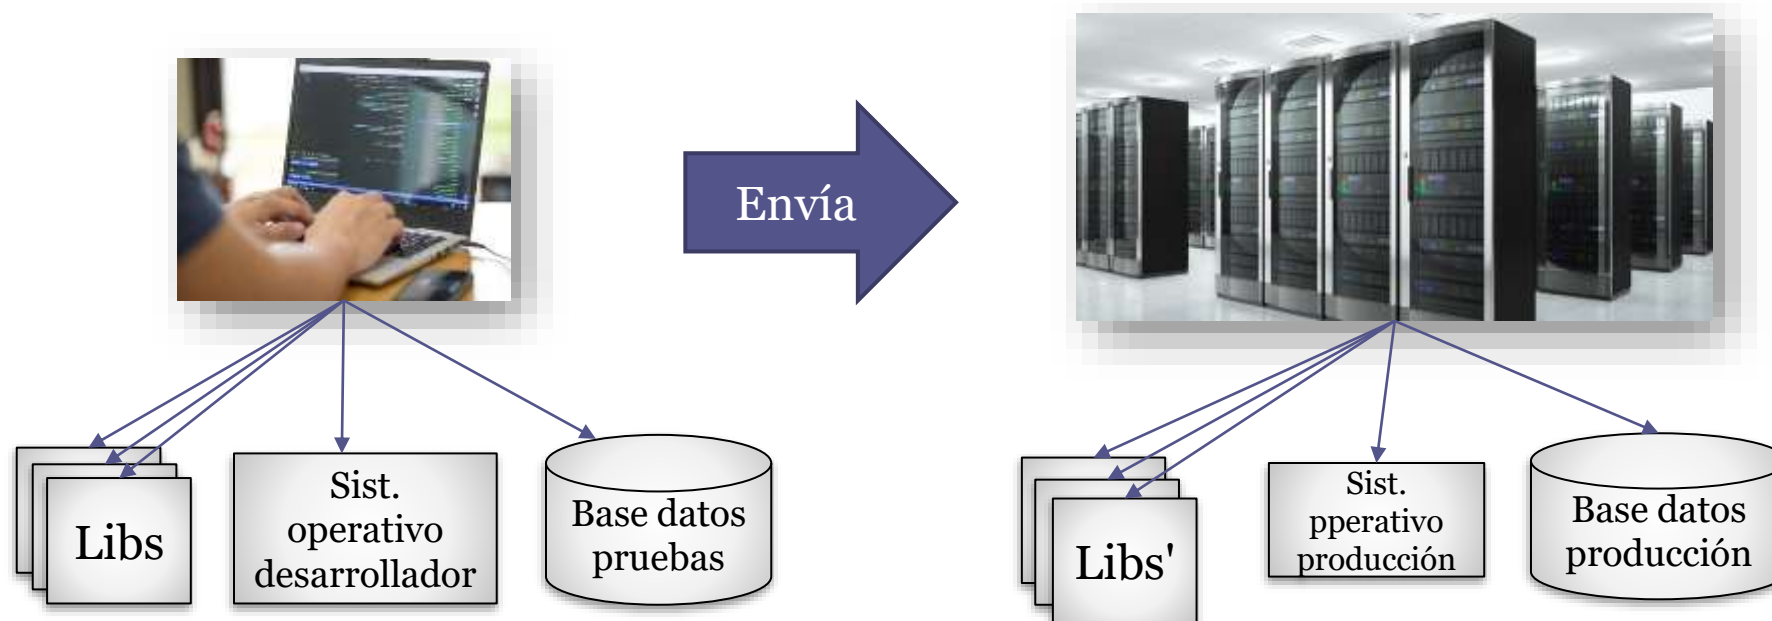 Envía
Libs
Sist.
operativo
desarrollador
Base datos
pruebas
Libs'
Sist.
pperativo
producción
Base datos
producción